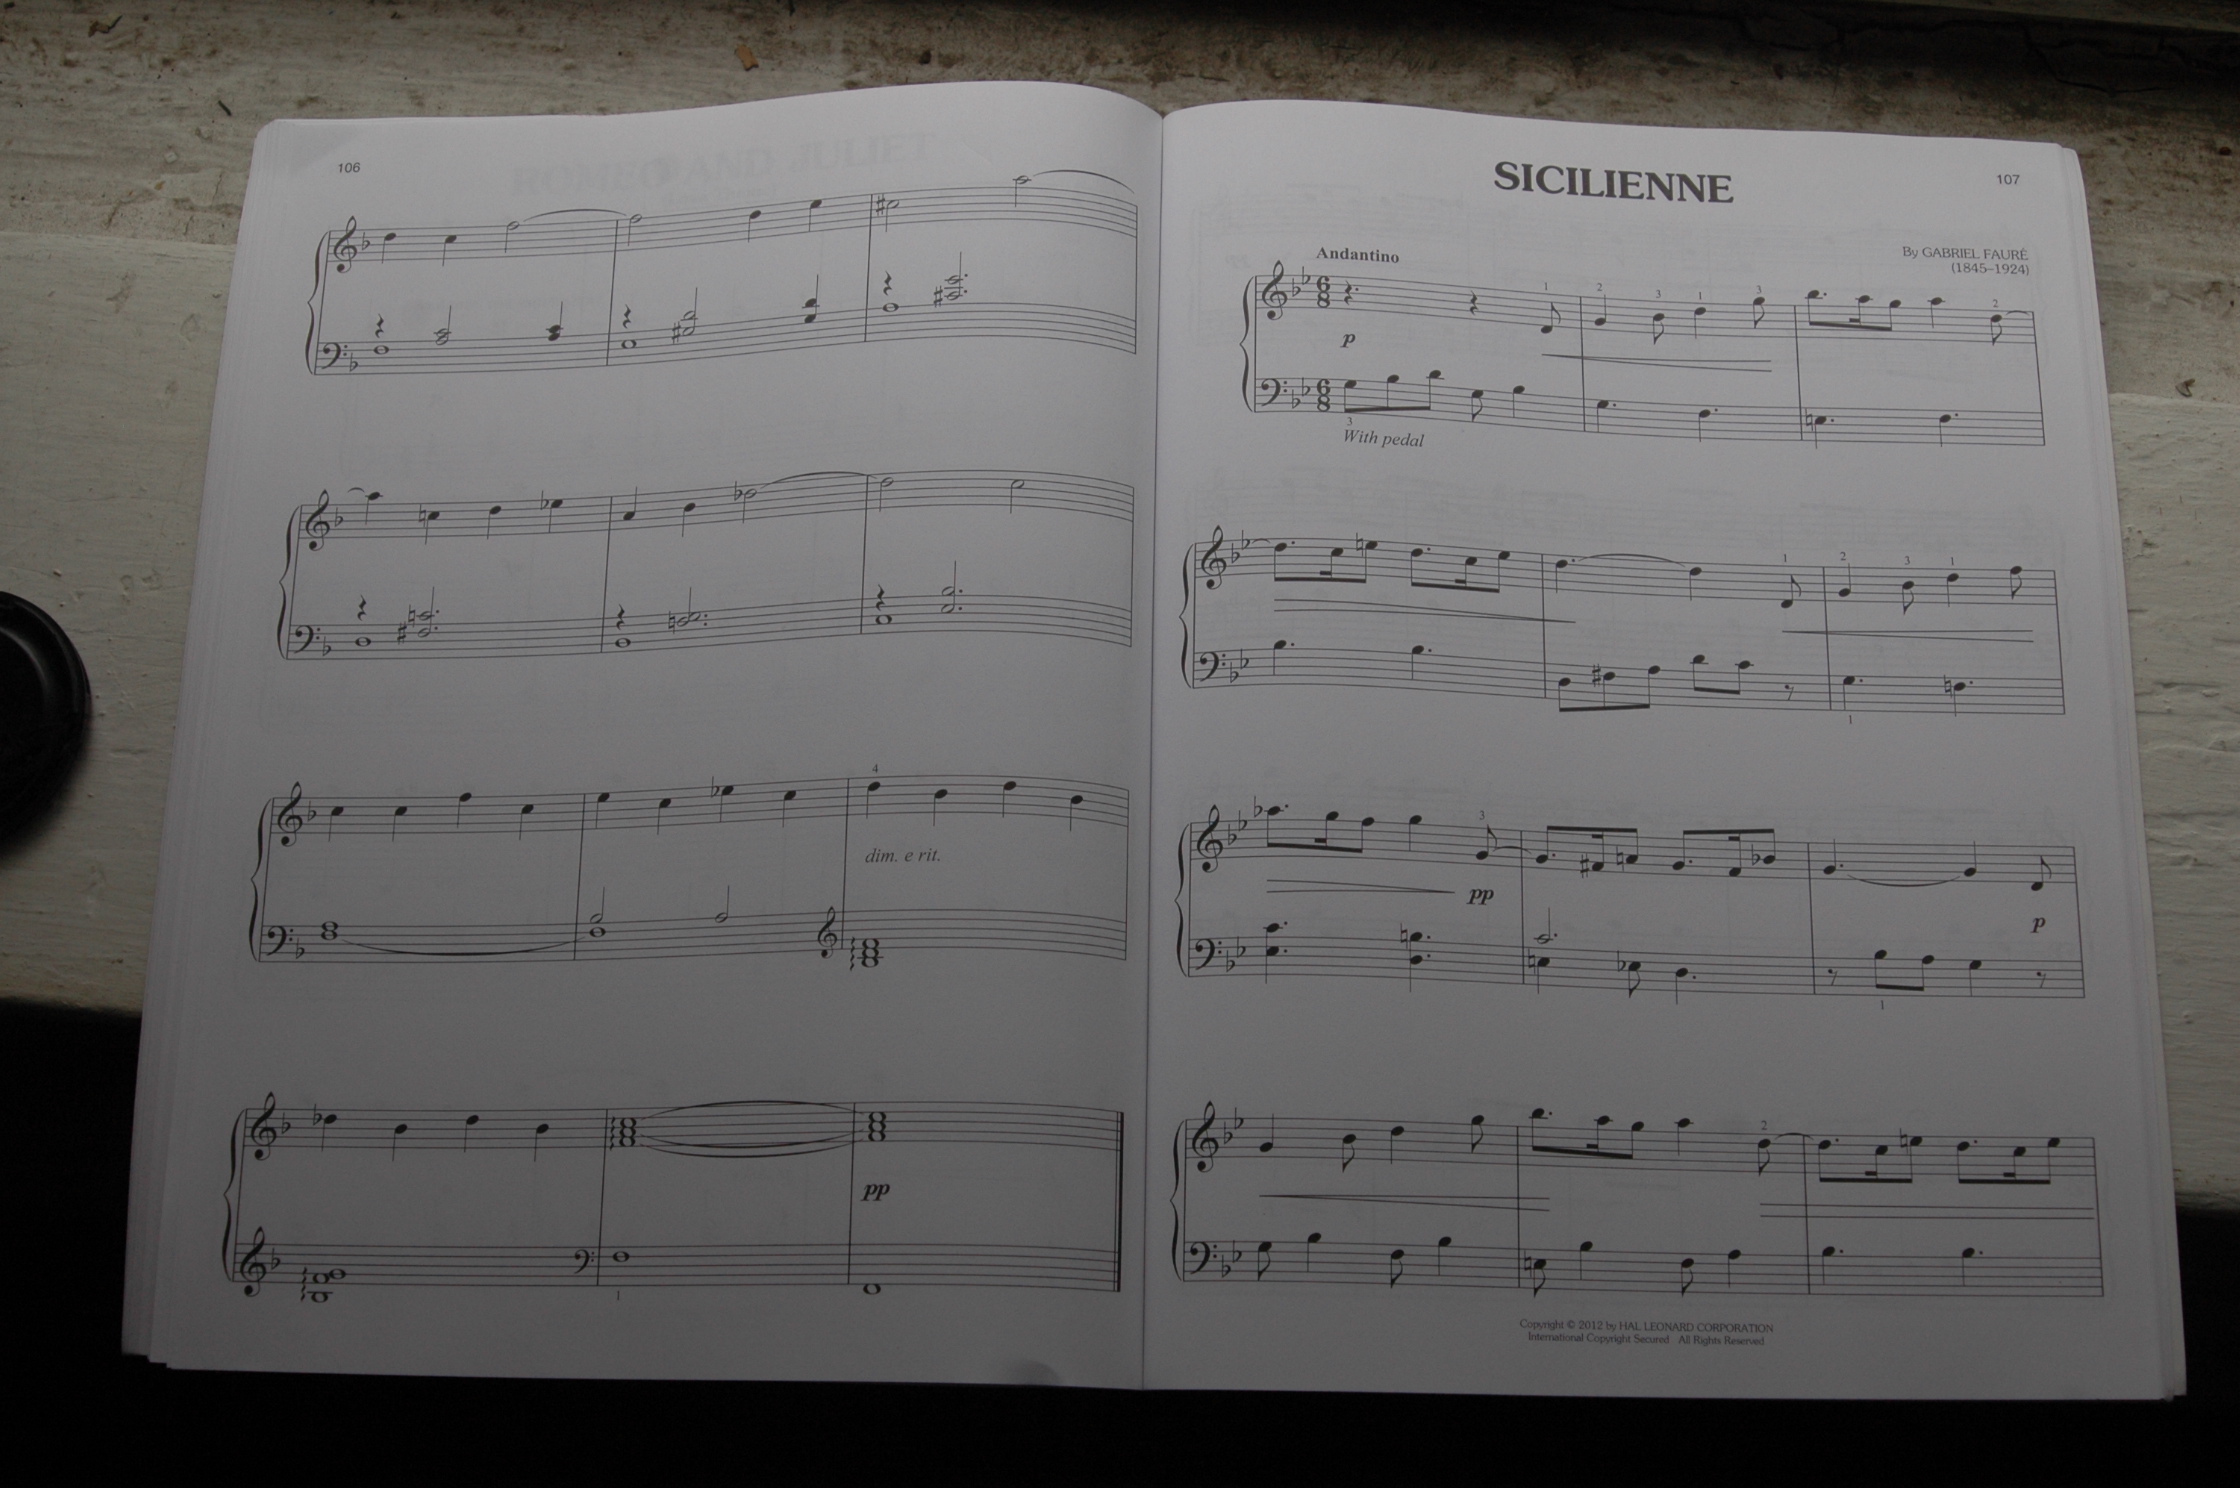 106
4
dim. e rit.
pp
1
SICILIENNE
107
By GABRIEL FAURÉ
(1845–1924)
Andantino
1 2 3 1 3 2
6 8
p
6 8
3
With pedal
1 2 3 1
1
3
pp
p
1
2
Copyright © 2012 by HAL LEONARD CORPORATION
International Copyright Secured All Rights Reserved